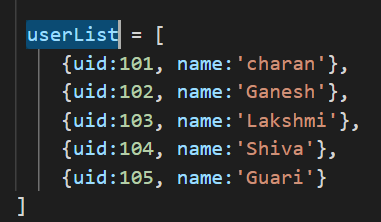 userList = [
{uid:101, name:'charan'},
{uid:102, name:'Ganesh'},
{uid:103, name:'Lakshmi'},
{uid:104, name:'Shiva'},
{uid:105, name:'Guari'}
]